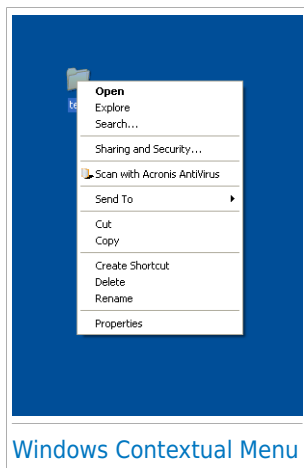 Open
Explore
Search...
Sharing and Security...
Scan with Acronis AntiVirus
Send To
Cut
Copy
Create Shortcut
Delete
Rename
Properties
Windows Contextual Menu